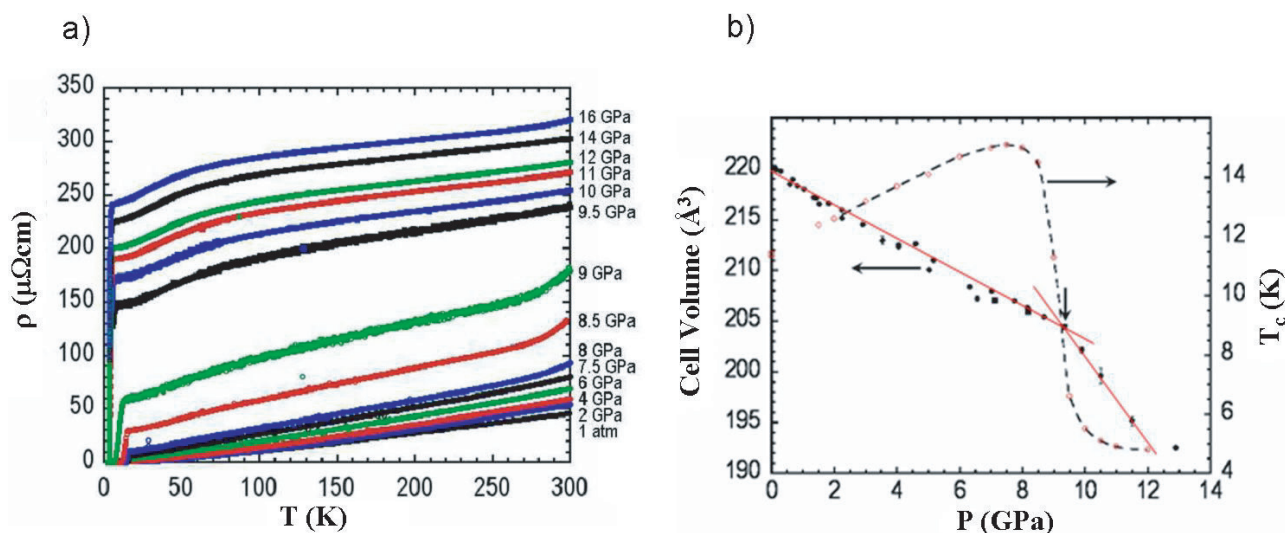 a)
350
300
250
200
150
100
50
0
ρ (μΩcm)
0 50 100 150 200 250 300
T (K)
16 GPa
14 GPa
12 GPa
11 GPa
10 GPa
9.5 GPa
9 GPa
8.5 GPa
8 GPa
7.5 GPa
6 GPa
4 GPa
2 GPa
1 atm
b)
220
215
210
205
200
195
190
Cell Volume (Å³)
0 2 4 6 8 10 12 14
P (GPa)
14
12
10
8
6
4
T_c (K)